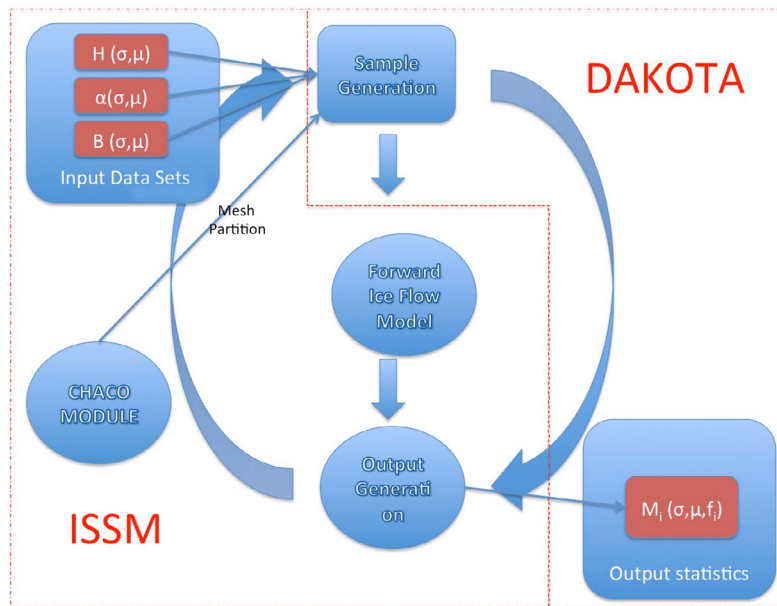 H (σ,μ)
α(σ,μ)
B (σ,μ)
Input Data Sets
Sample
Generation
DAKOTA
Mesh
Partition
Forward
Ice Flow
Model
CHACO
MODULE
Output
Generati
on
ISSM
Mᵢ (σ,μ,fᵢ)
Output statistics